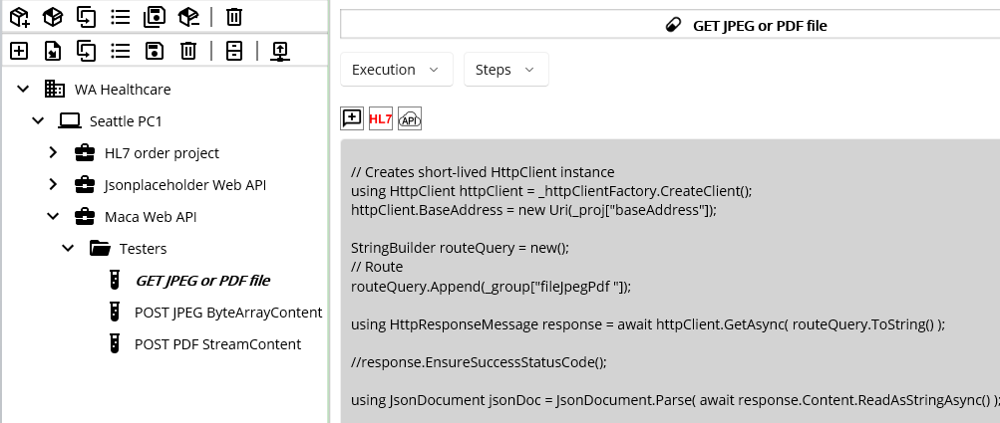 GET JPEG or PDF file
Execution
Steps
HL7
API
WA Healthcare
Seattle PC1
HL7 order project
Jsonplaceholder Web API
Maca Web API
Testers
GET JPEG or PDF file
POST JPEG ByteArrayContent
POST PDF StreamContent
// Creates short-lived HttpClient instance
using HttpClient httpClient = _httpClientFactory.CreateClient();
httpClient.BaseAddress = new Uri(_proj["baseAddress"]);
StringBuilder routeQuery = new();
// Route
routeQuery.Append(_group["fileJpegPdf "]);
using HttpResponseMessage response = await httpClient.GetAsync( routeQuery.ToString() );
//response.EnsureSuccessStatusCode();
using JsonDocument jsonDoc = JsonDocument.Parse( await response.Content.ReadAsStringAsync() );